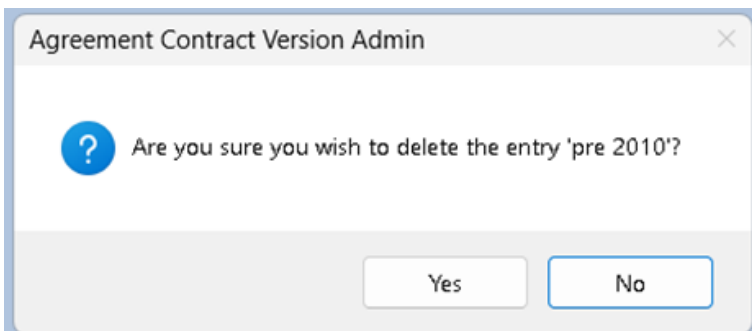 Agreement Contract Version Admin
?
Are you sure you wish to delete the entry 'pre 2010'?
Yes
No